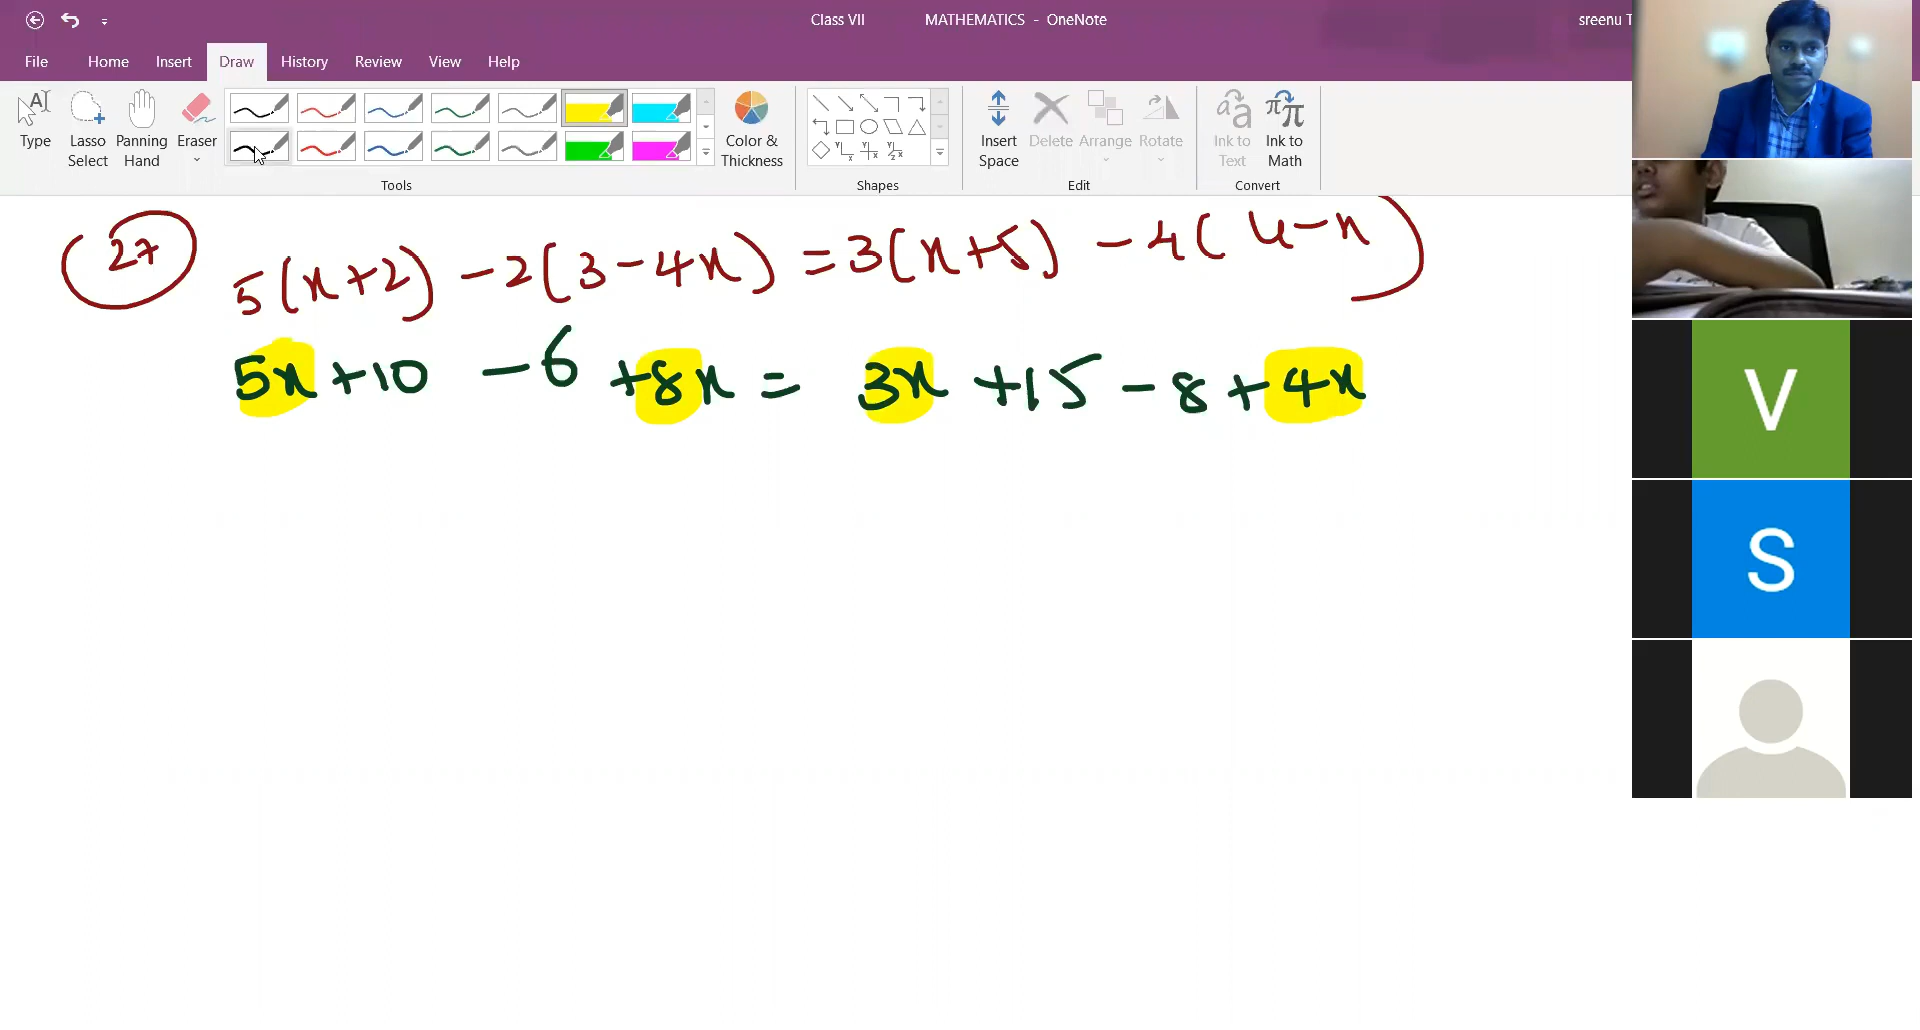 Class VII MATHEMATICS - OneNote sreenu T
File Home Insert Draw History Review View Help
Type Lasso Select Panning Hand Eraser Color & Thickness Insert Space Delete Arrange Rotate Ink to Text Ink to Math
Tools Shapes Edit Convert
27 5(x+2) -2(3-4x) = 3(x+5) -4(4-x)
5x +10 -6 +8x = 3x +15 -8 +4x
V
S